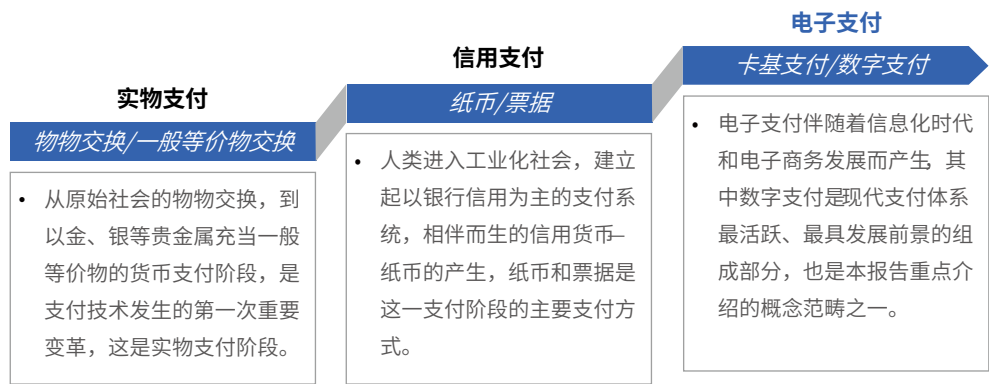 实物支付
物物交换/一般等价物交换
• 从原始社会的物物交换，到
以金、银等贵金属充当一般
等价物的货币支付阶段，是
支付技术发生的第一次重要
变革，这是实物支付阶段。
信用支付
纸币/票据
• 人类进入工业化社会，建立
起以银行信用为主的支付系
统，相伴而生的信用货币—
纸币的产生，纸币和票据是
这一支付阶段的主要支付方
式。
电子支付
卡基支付/数字支付
• 电子支付伴随着信息化时代
和电子商务发展而产生，其
中数字支付是现代支付体系
最活跃、最具发展前景的组
成部分，也是本报告重点介
绍的概念范畴之一。